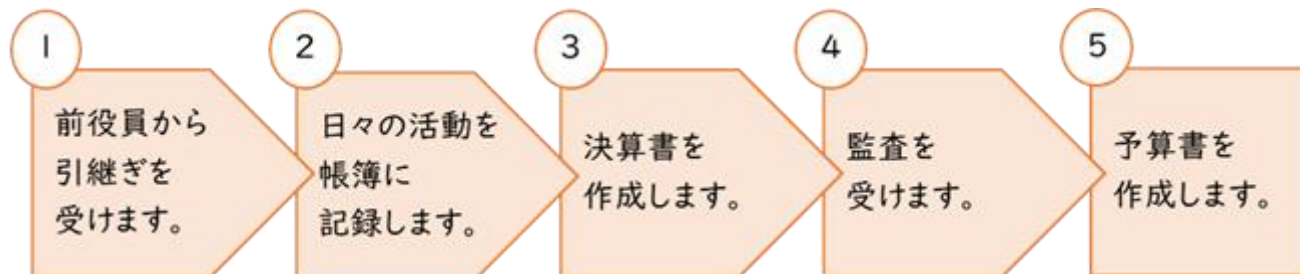 1
前役員から
引継ぎを
受けます。
2
日々の活動を
帳簿に
記録します。
3
決算書を
作成します。
4
監査を
受けます。
5
予算書を
作成します。